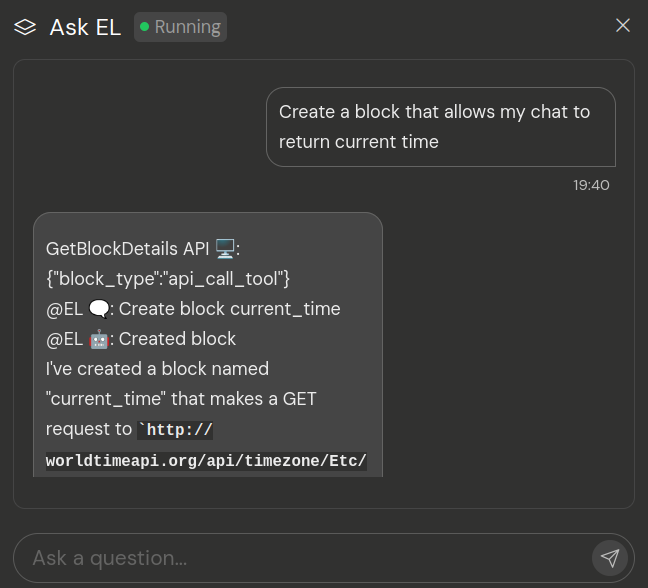 Ask EL
Running
Create a block that allows my chat to
return current time
19:40
GetBlockDetails API 🖥️:
{"block_type":"api_call_tool"}
@EL 🗨️: Create block current_time
@EL 🤖: Created block
I've created a block named
"current_time" that makes a GET
request to `http://
worldtimeapi.org/api/timezone/Etc/
Ask a question...